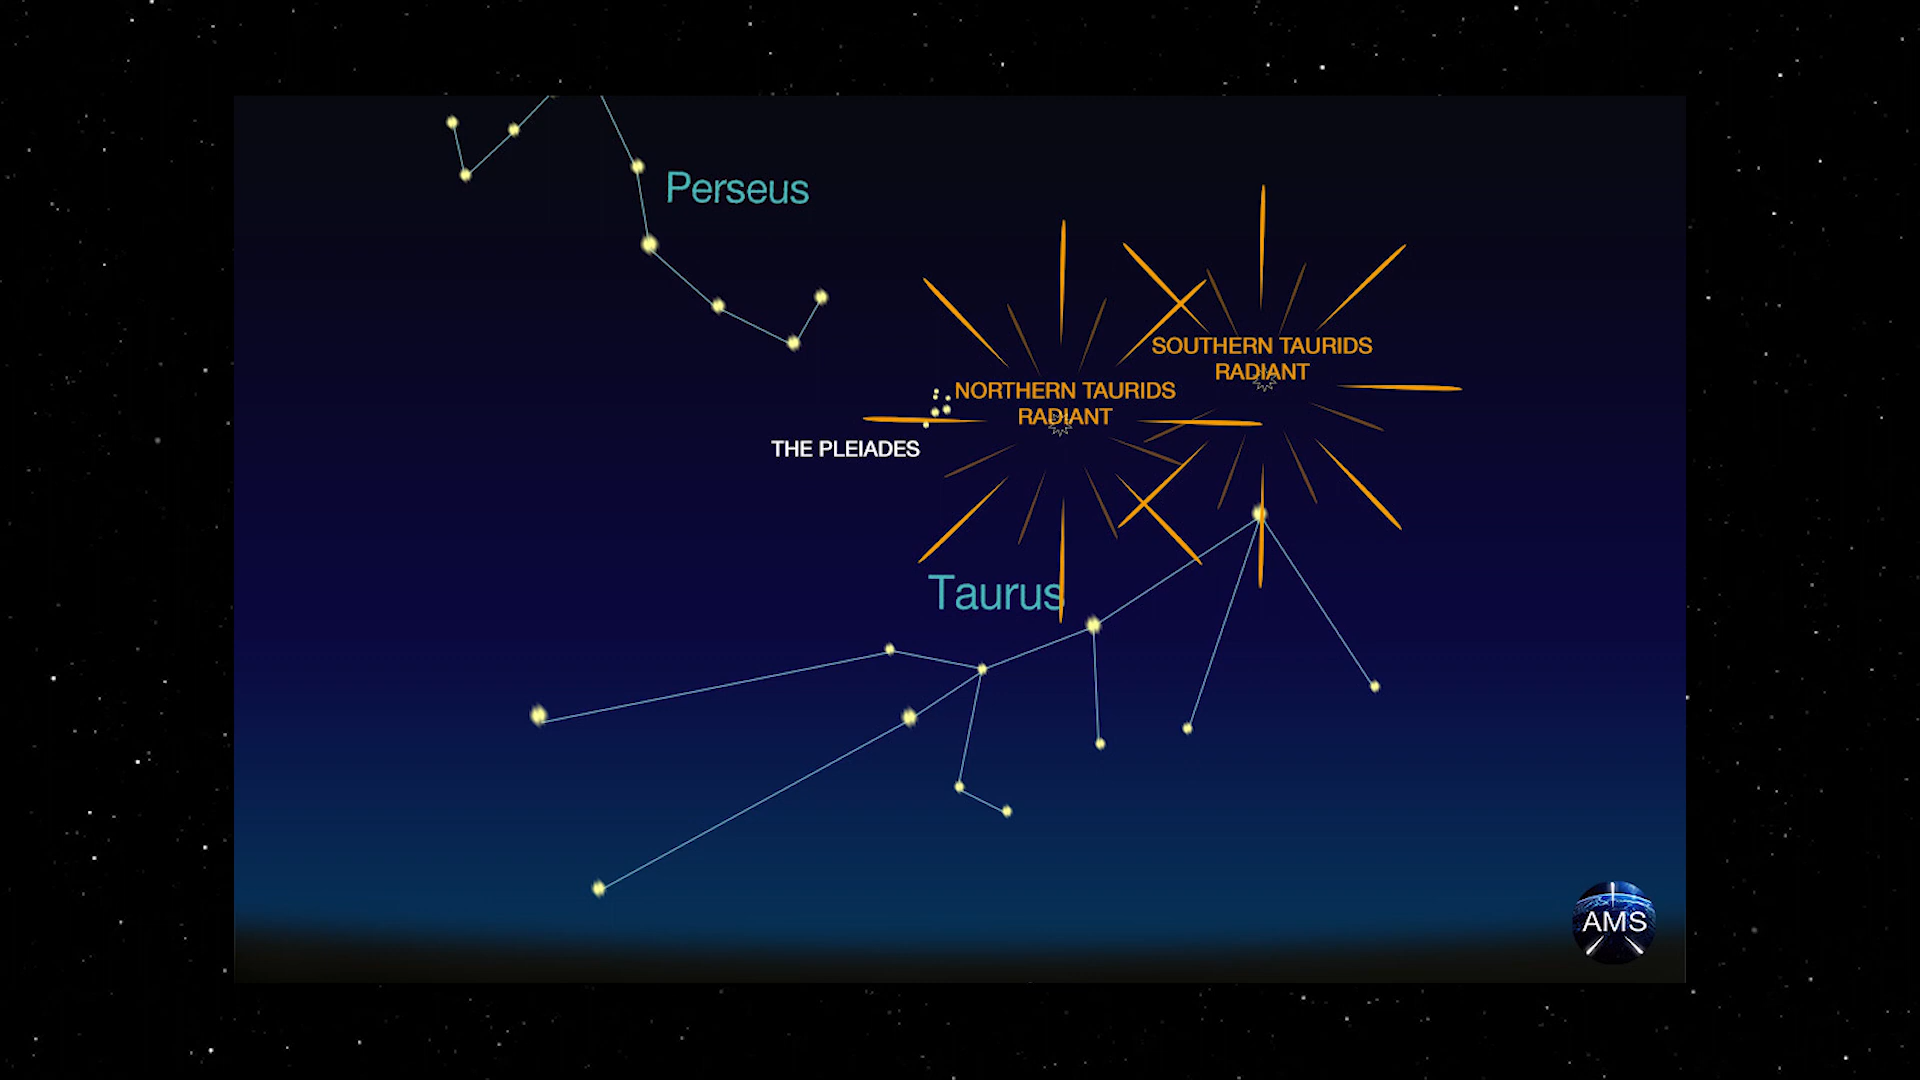 Perseus
SOUTHERN TAURIDS
RADIANT
NORTHERN TAURIDS
RADIANT
THE PLEIADES
Taurus
AMS